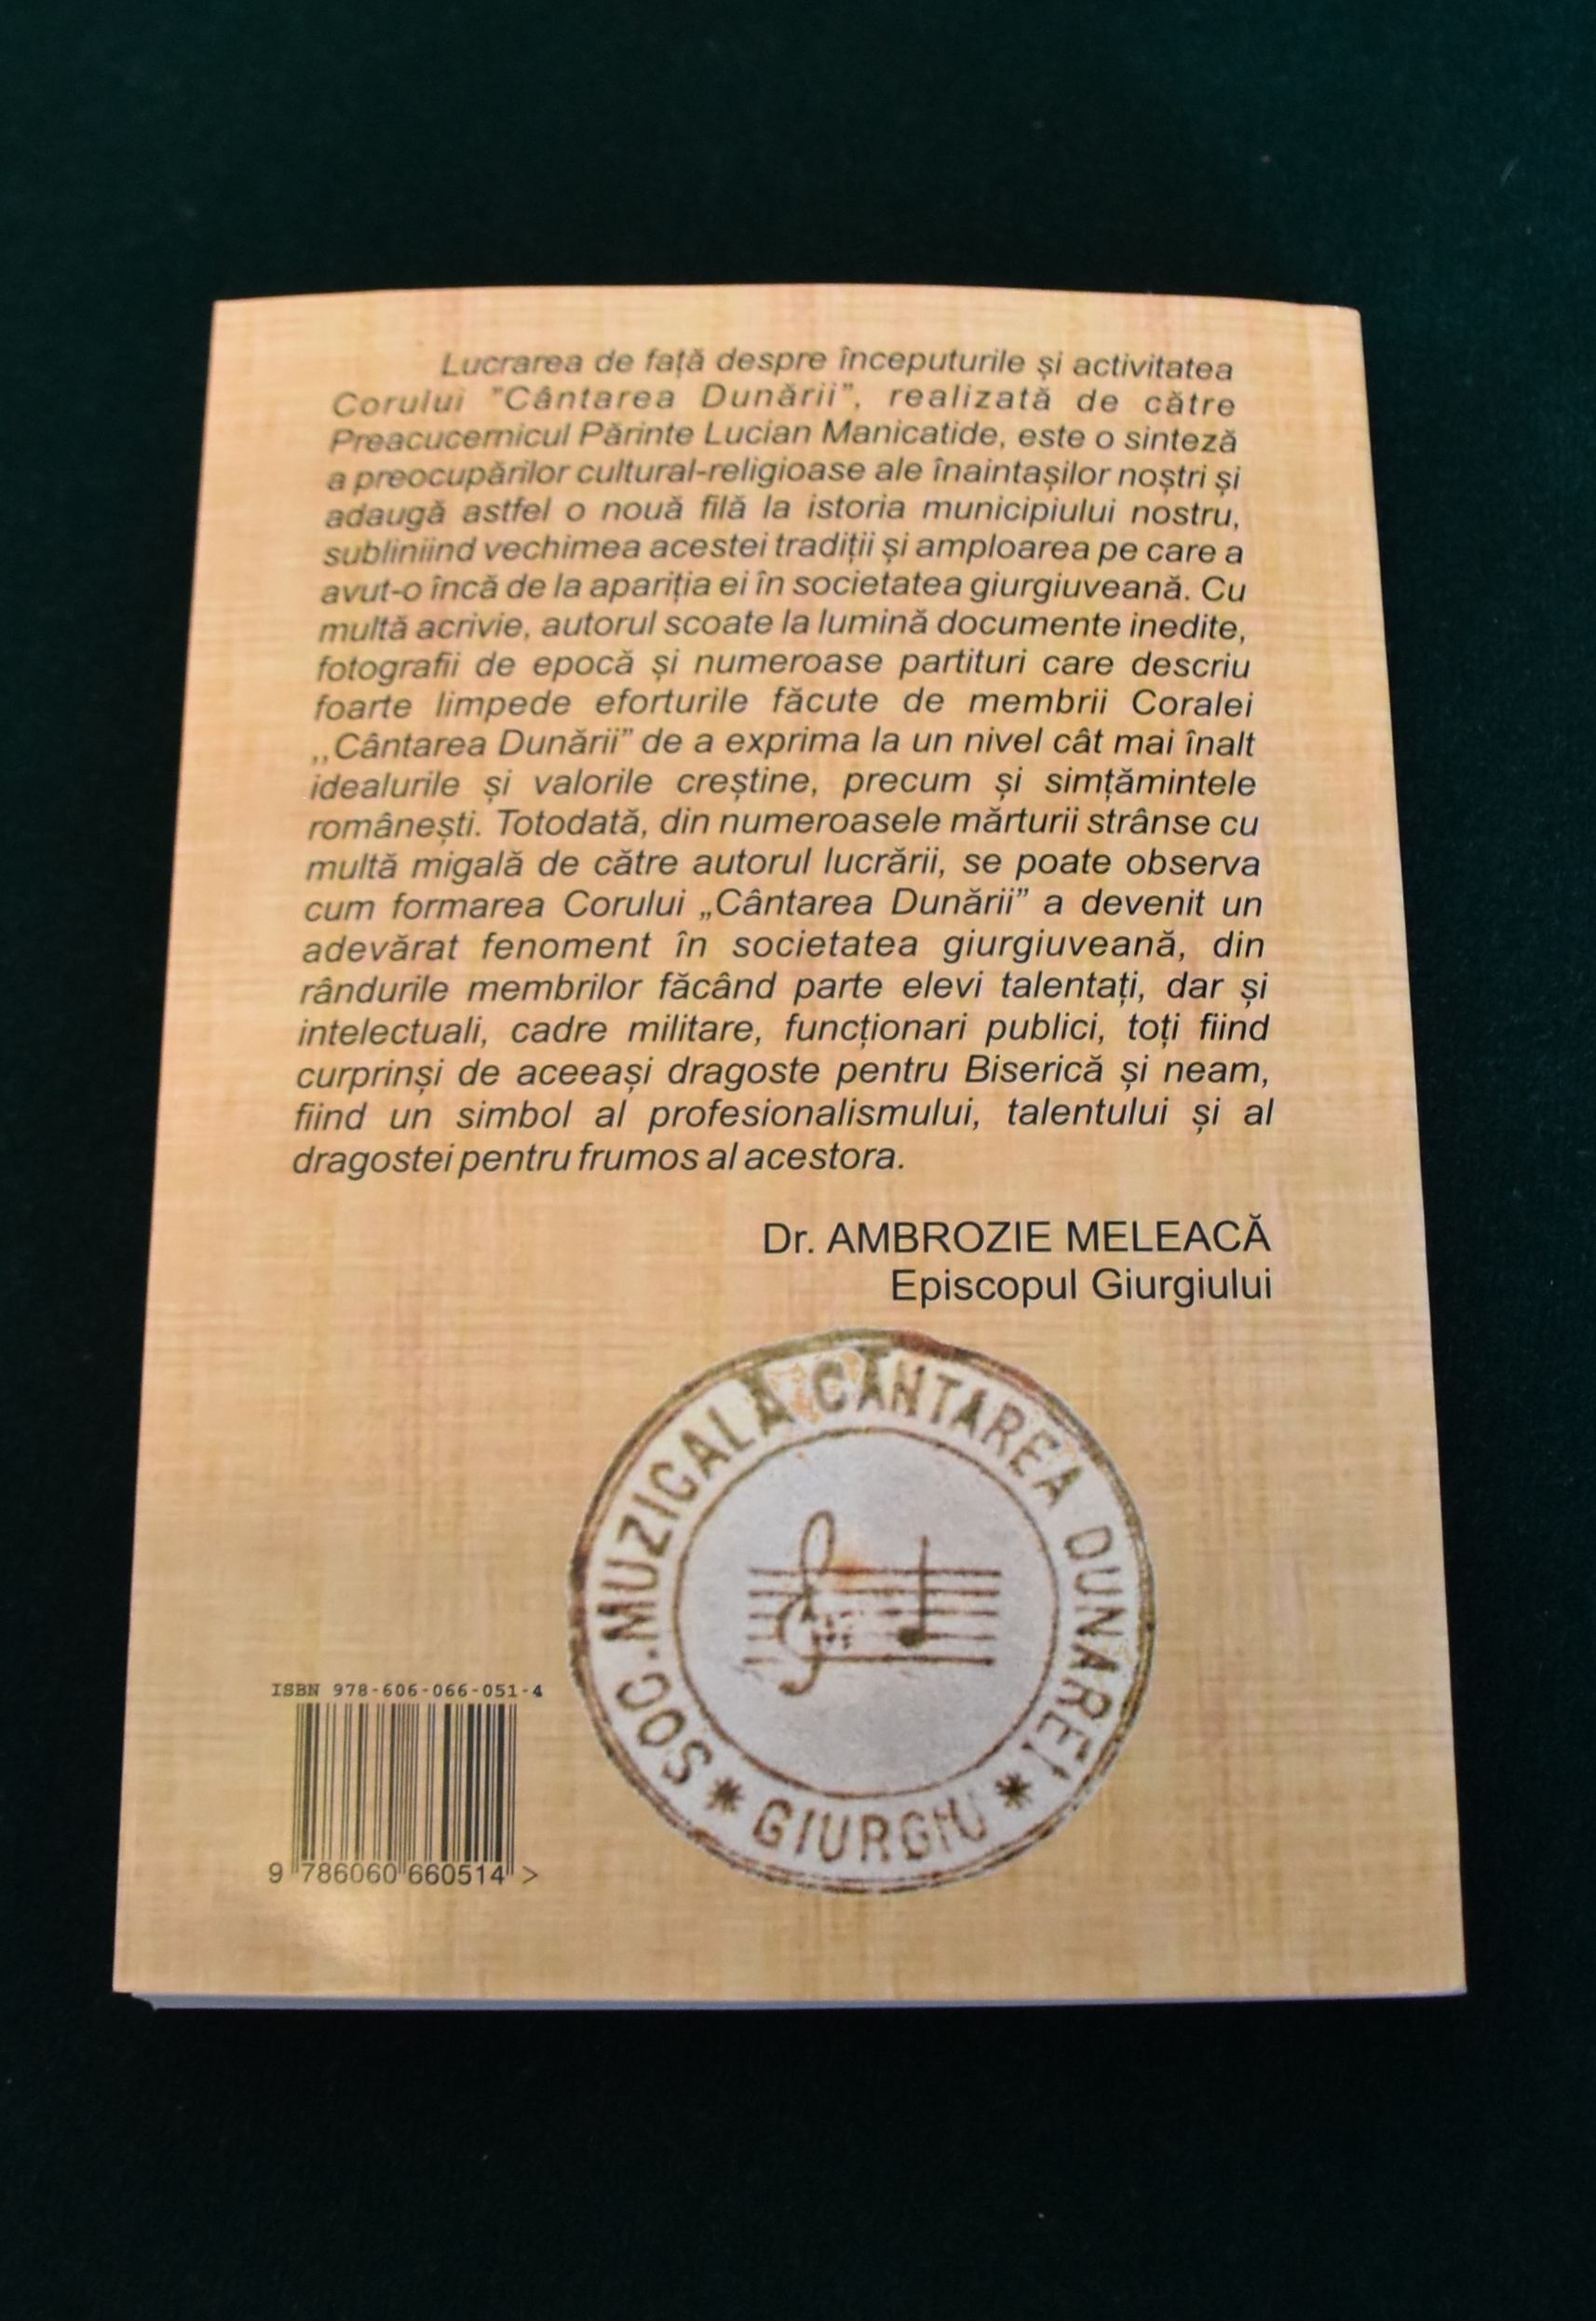 Lucrarea de față despre începuturile și activitatea
Corului "Cântarea Dunării", realizată de către
Preacucernicul Părinte Lucian Manicatide, este o sinteză
a preocupărilor cultural-religioase ale înaintașilor noștri și
adaugă astfel o nouă filă la istoria municipiului nostru,
subliniind vechimea acestei tradiții și amploarea pe care a
avut-o încă de la apariția ei în societatea giurgiuveană. Cu
multă acrivie, autorul scoate la lumină documente inedite,
fotografii de epocă și numeroase partituri care descriu
foarte limpede eforturile făcute de membrii Coralei
,,Cântarea Dunării” de a exprima la un nivel cât mai înalt
idealurile și valorile creștine, precum și simțămintele
românești. Totodată, din numeroasele mărturii strânse cu
multă migală de către autorul lucrării, se poate observa
cum formarea Corului „Cântarea Dunării” a devenit un
adevărat fenoment în societatea giurgiuveană, din
rândurile membrilor făcând parte elevi talentați, dar și
intelectuali, cadre militare, funcționari publici, toți fiind
curprinși de aceeași dragoste pentru Biserică și neam,
fiind un simbol al profesionalismului, talentului și al
dragostei pentru frumos al acestora.
Dr. AMBROZIE MELEACĂ
Episcopul Giurgiului
SOC. MUZICALĂ CÂNTAREA DUNĂREI
* GIURGIU *
ISBN 978-606-066-051-4
9 786060 660514 >